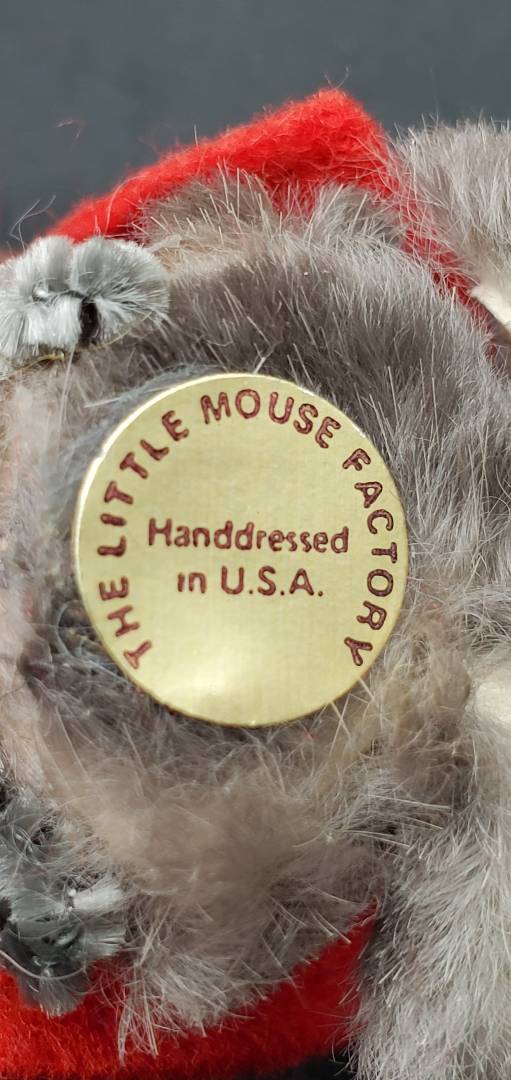 THE LITTLE MOUSE FACTORY
Handdressed
in U.S.A.